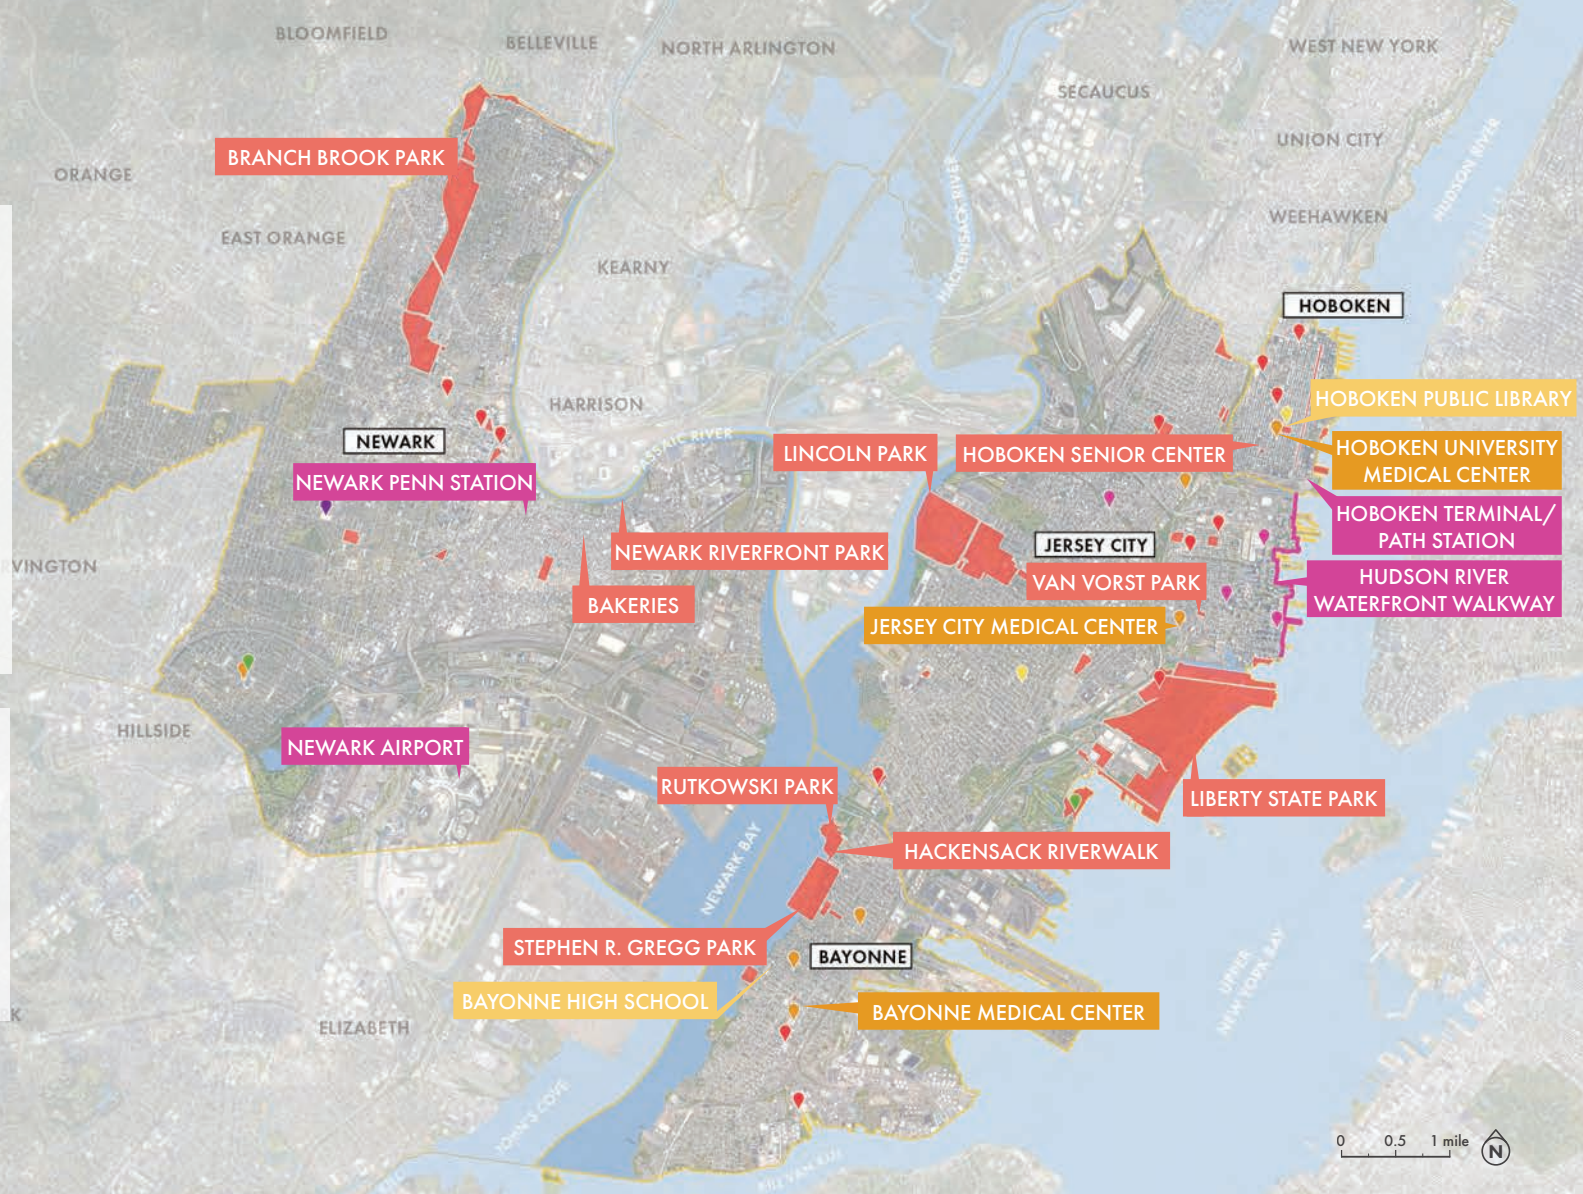 BLOOMFIELD
BELLEVILLE
NORTH ARLINGTON
WEST NEW YORK
SECAUCUS
UNION CITY
HUDSON RIVER
BRANCH BROOK PARK
ORANGE
HACKENSACK RIVER
WEEHAWKEN
EAST ORANGE
KEARNY
HOBOKEN
HARRISON
HOBOKEN PUBLIC LIBRARY
NEWARK
PASSAIC RIVER
LINCOLN PARK
HOBOKEN SENIOR CENTER
HOBOKEN UNIVERSITY
MEDICAL CENTER
NEWARK PENN STATION
HOBOKEN TERMINAL/
PATH STATION
NEWARK RIVERFRONT PARK
JERSEY CITY
VINGTON
VAN VORST PARK
HUDSON RIVER
WATERFRONT WALKWAY
BAKERIES
JERSEY CITY MEDICAL CENTER
HILLSIDE
NEWARK AIRPORT
RUTKOWSKI PARK
LIBERTY STATE PARK
HACKENSACK RIVERWALK
NEWARK BAY
STEPHEN R. GREGG PARK
BAYONNE
UPPER
NEW YORK BAY
BAYONNE HIGH SCHOOL
BAYONNE MEDICAL CENTER
K
ELIZABETH
JOHN'S COVE
KILL VAN KULL
0 0.5 1 mile
N